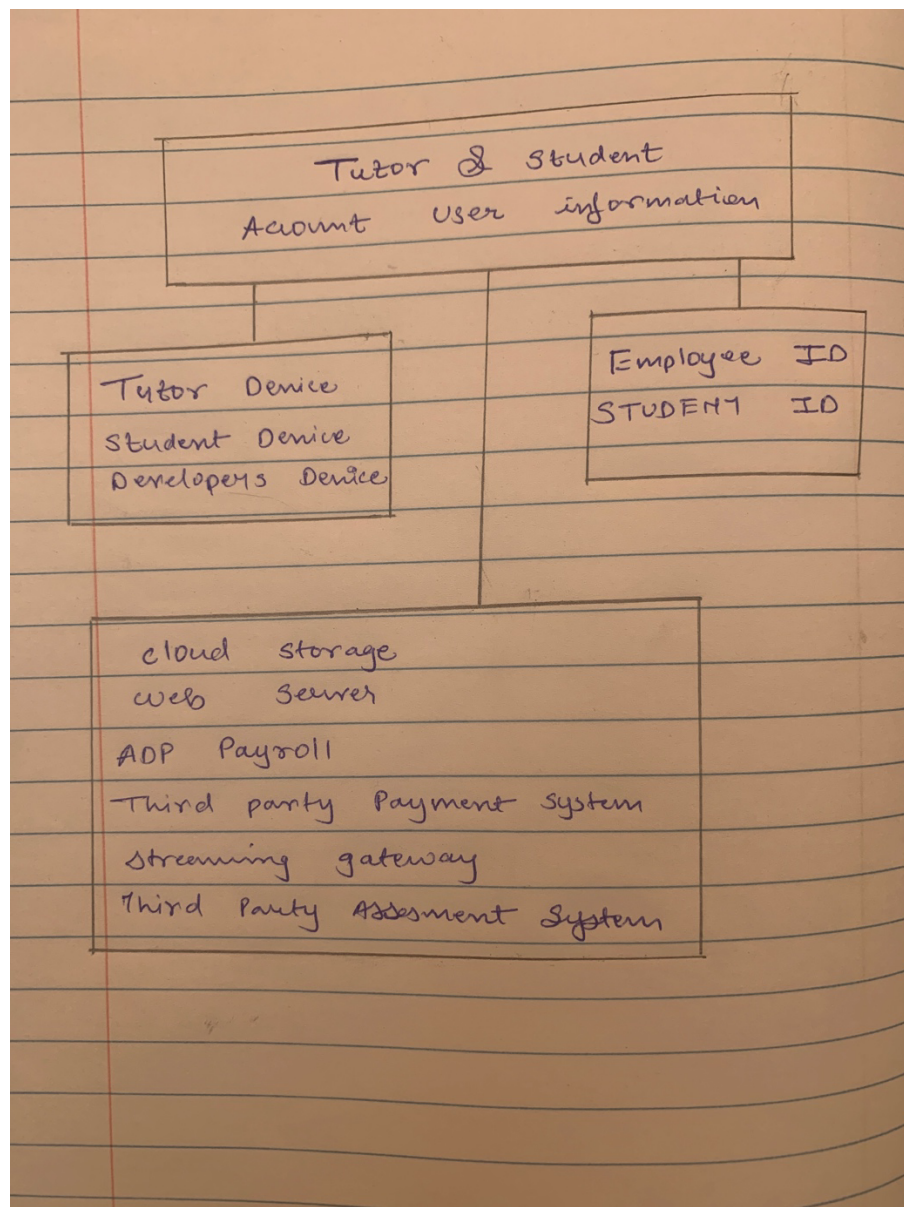 Tutor & Student
Account User information
Tutor Device
Student Device
Developers Device
Employee ID
STUDENT ID
cloud storage
Web Server
ADP Payroll
Third party Payment System
Streaming gateway
Third Party Assesment System